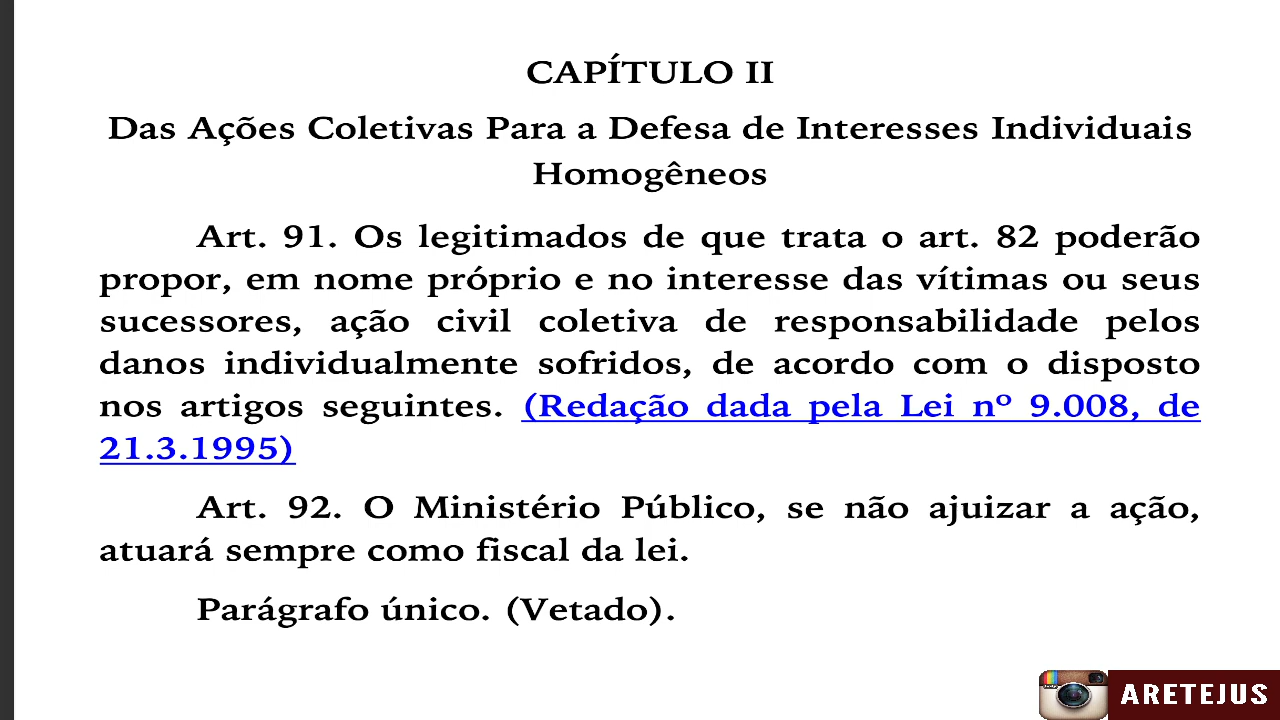 CAPÍTULO II
Das Ações Coletivas Para a Defesa de Interesses Individuais
Homogêneos
Art. 91. Os legitimados de que trata o art. 82 poderão
propor, em nome próprio e no interesse das vítimas ou seus
sucessores, ação civil coletiva de responsabilidade pelos
danos individualmente sofridos, de acordo com o disposto
nos artigos seguintes. (Redação dada pela Lei nº 9.008, de
21.3.1995)
Art. 92. O Ministério Público, se não ajuizar a ação,
atuará sempre como fiscal da lei.
Parágrafo único. (Vetado).
ARETEJUS